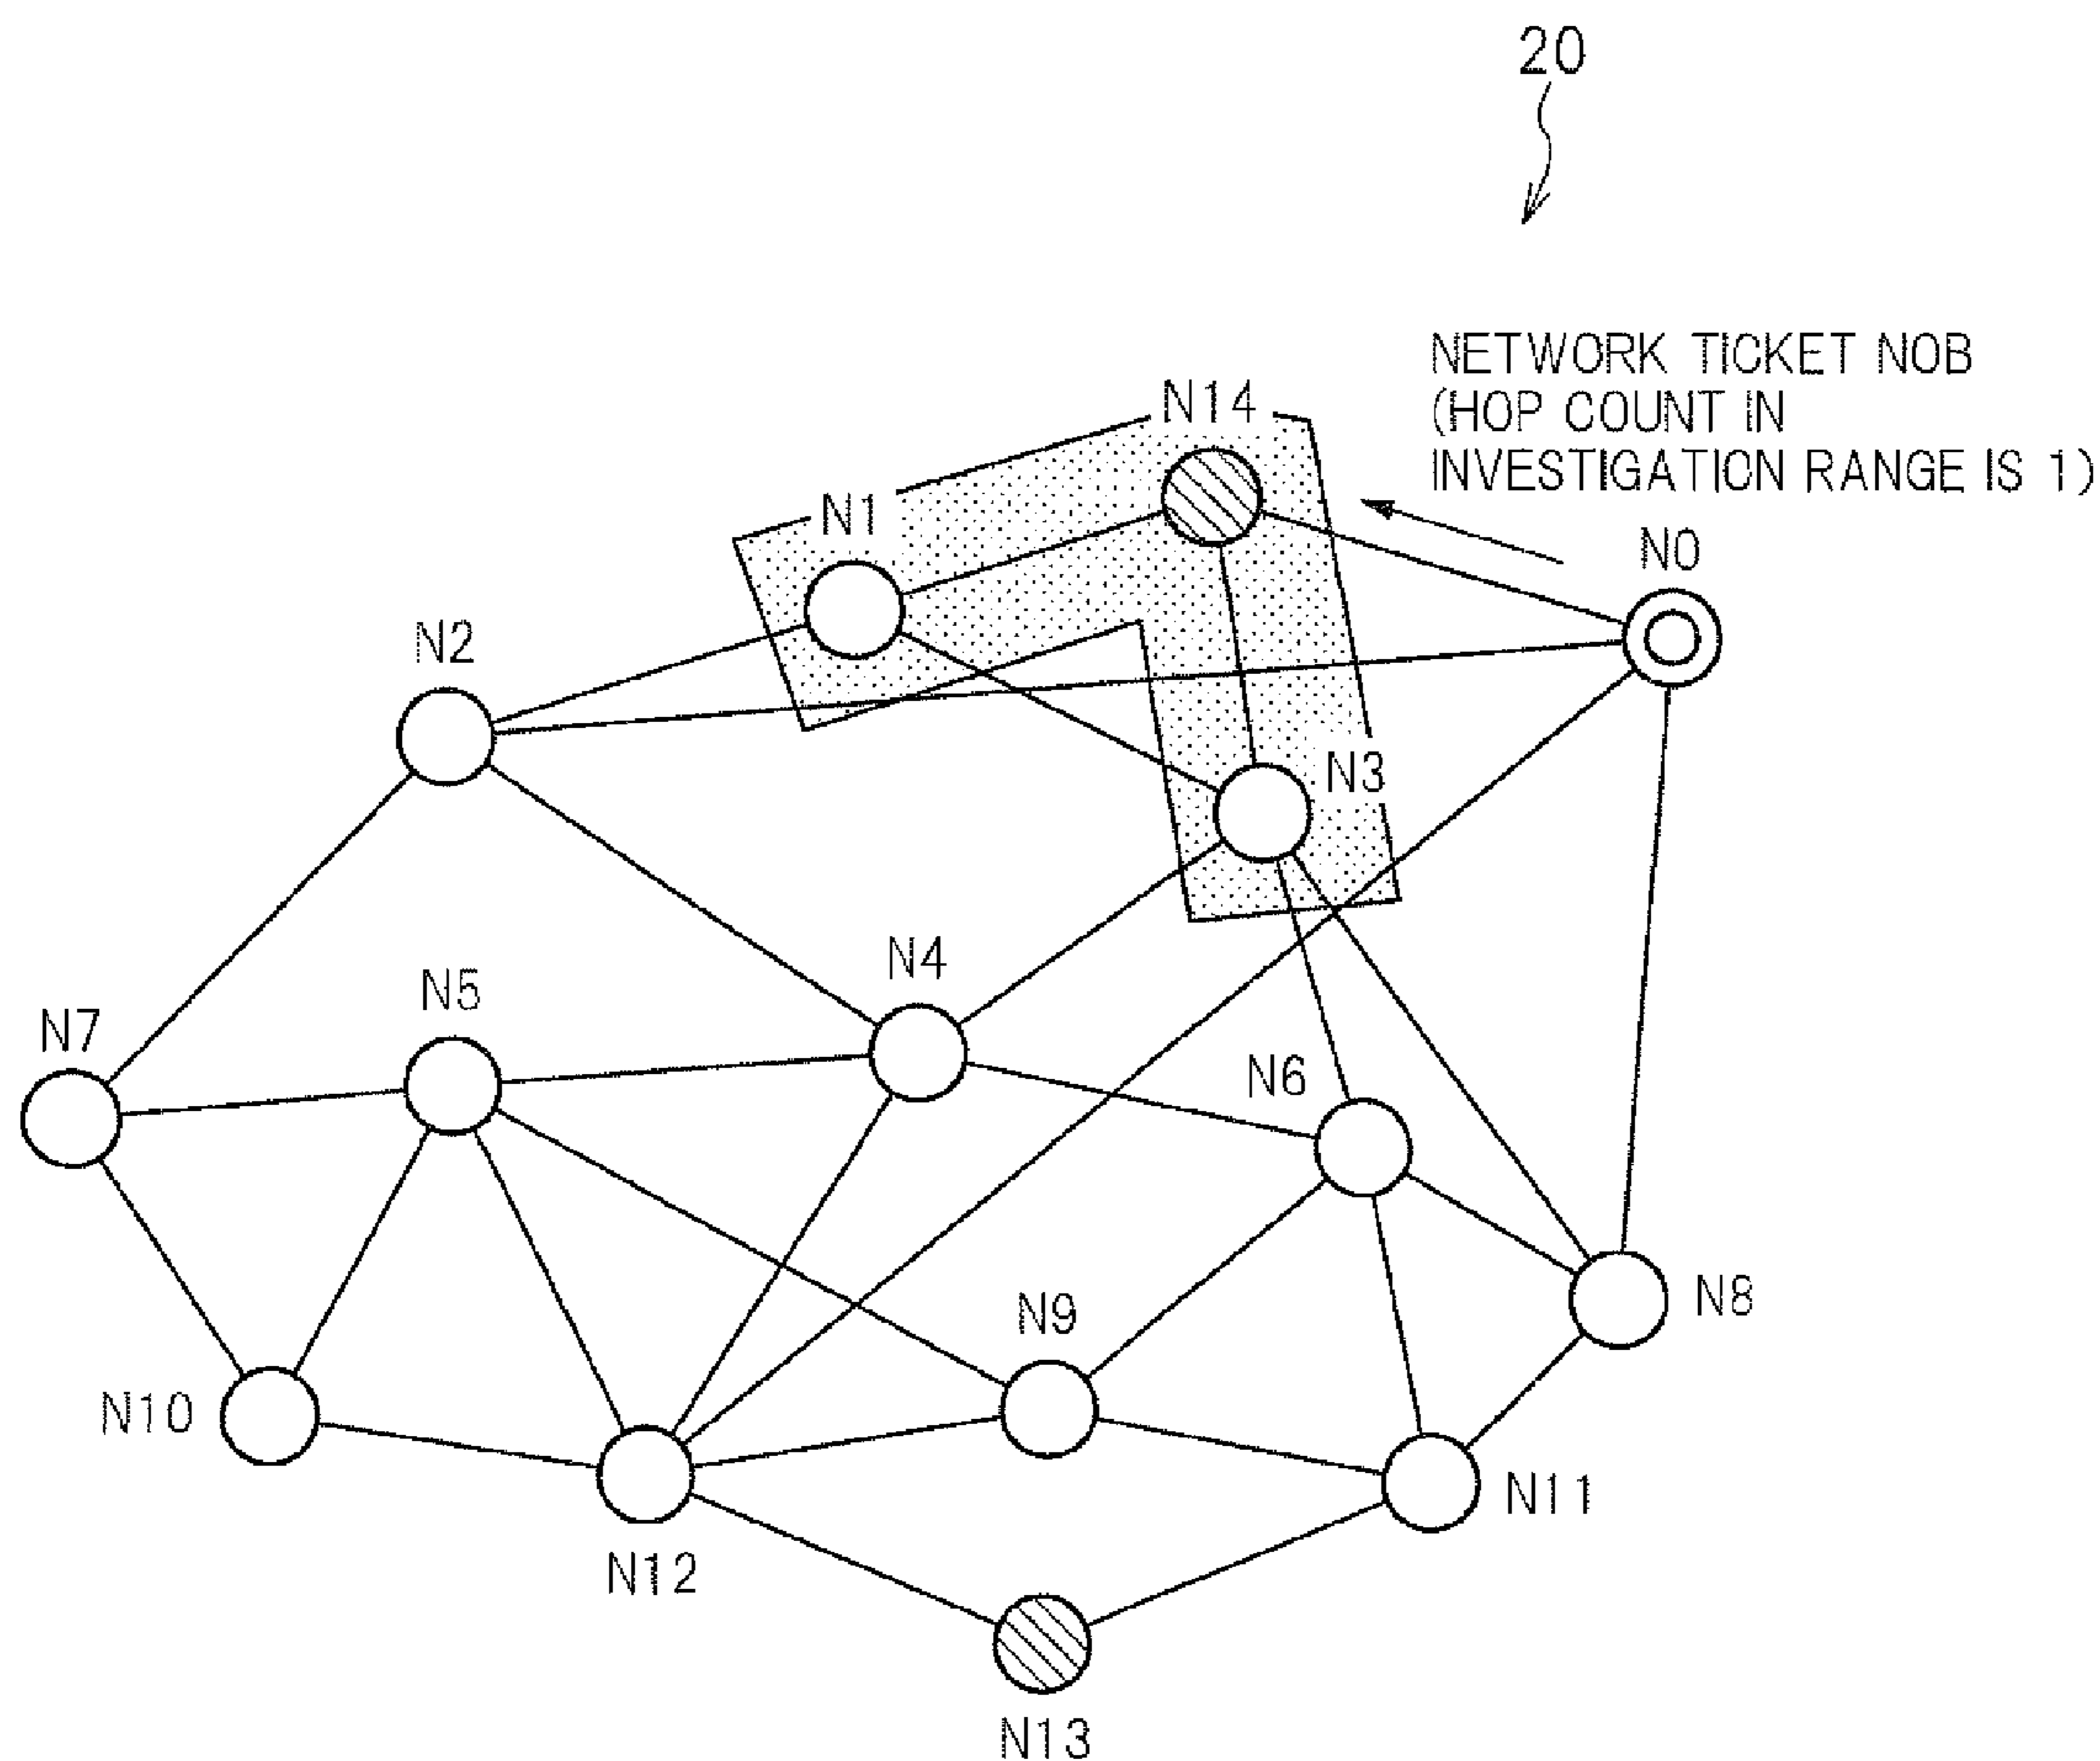 20
NETWORK TICKET NOB
(HOP COUNT IN
INVESTIGATION RANGE IS 1)
N14
N1
N0
N2
N3
N4
N5
N7
N6
N8
N9
N10
N11
N12
N13